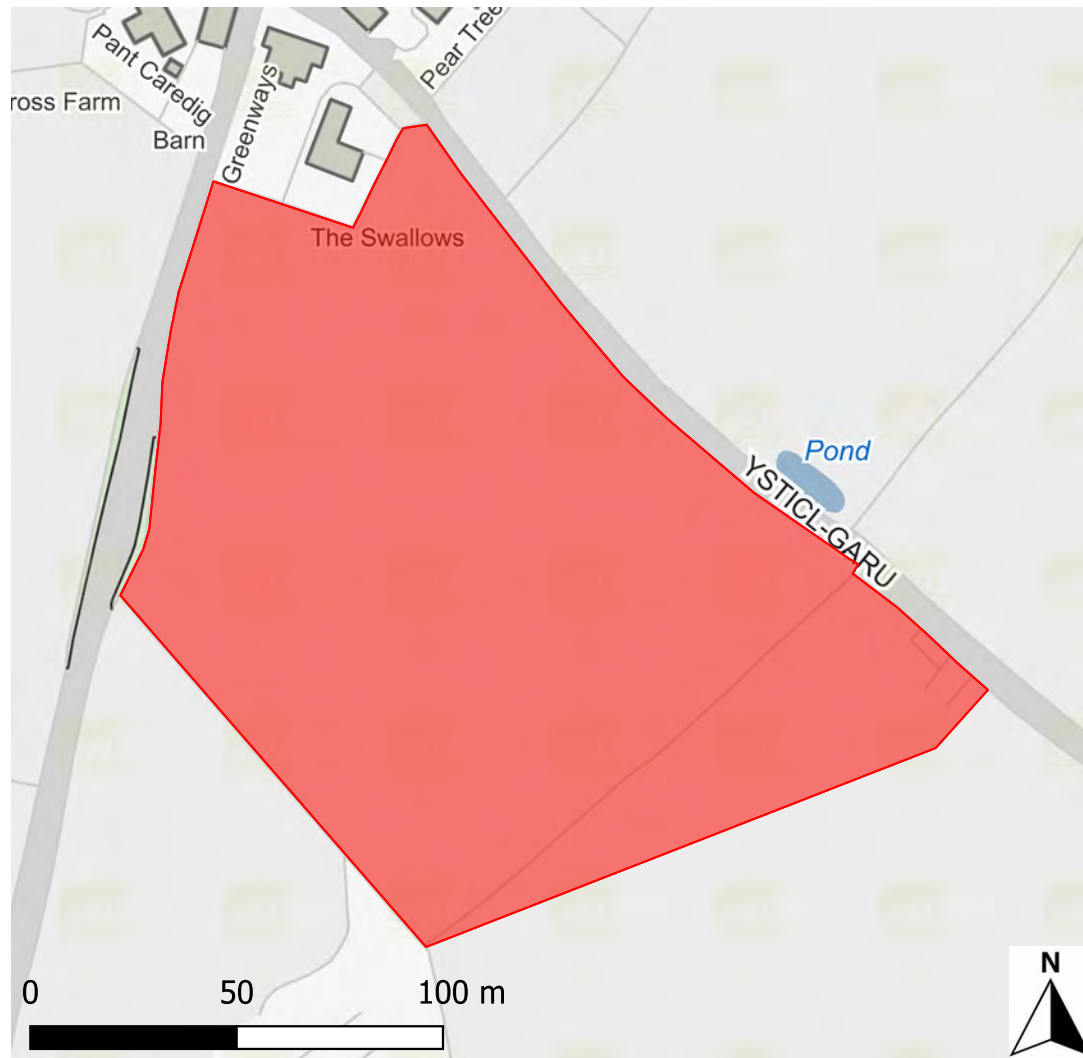 Pant Caredig
Pear Tree
ross Farm
Barn
Greenways
The Swallows
Pond
YSTICL-GARU
0 50 100 m
N